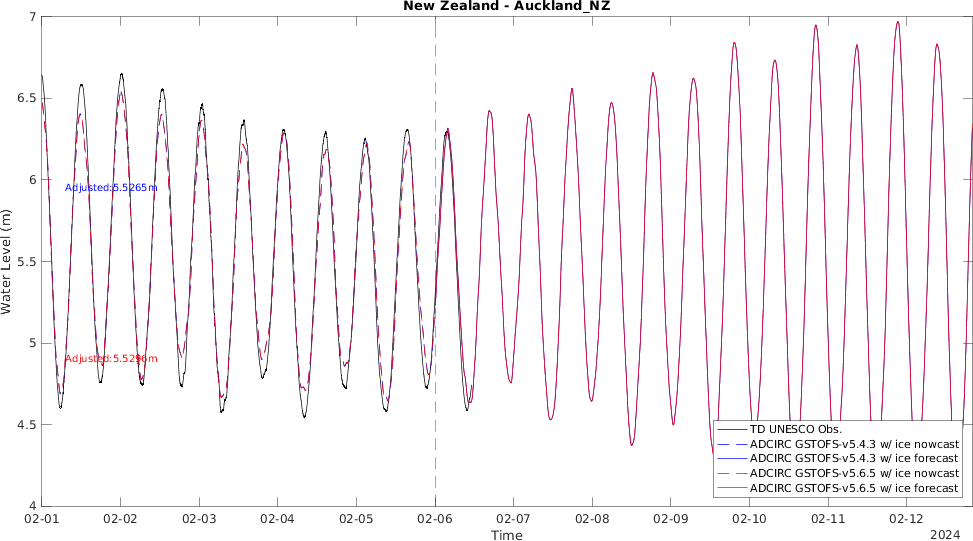 New Zealand - Auckland_NZ
7
6.5
6
5.5
5
4.5
4
Water Level (m)
Adjusted:5.5265m
Adjusted:5.5296m
TD UNESCO Obs.
ADCIRC GSTOFS-v5.4.3 w/ ice nowcast
ADCIRC GSTOFS-v5.4.3 w/ ice forecast
ADCIRC GSTOFS-v5.6.5 w/ ice nowcast
ADCIRC GSTOFS-v5.6.5 w/ ice forecast
02-01 02-02 02-03 02-04 02-05 02-06 02-07 02-08 02-09 02-10 02-11 02-12
Time
2024